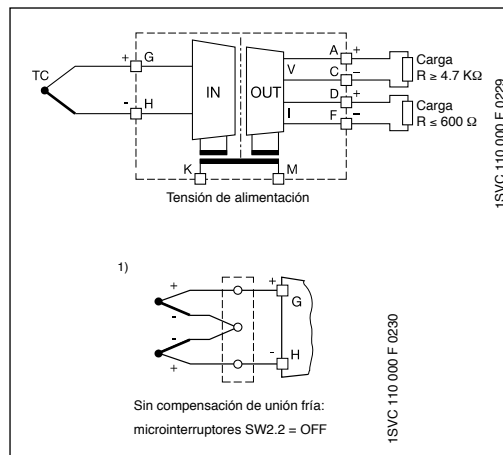 A +
+ G
Carga
TC
V
R ≥ 4.7 KΩ
C –
IN
OUT
D +
- H
I
Carga
F –
R ≤ 600 Ω
K
M
Tensión de alimentación
1SVC 110 000 F 0229
1)
+
+
G
-
-
- H
+
Sin compensación de unión fría:
microinterruptores SW2.2 = OFF
1SVC 110 000 F 0230